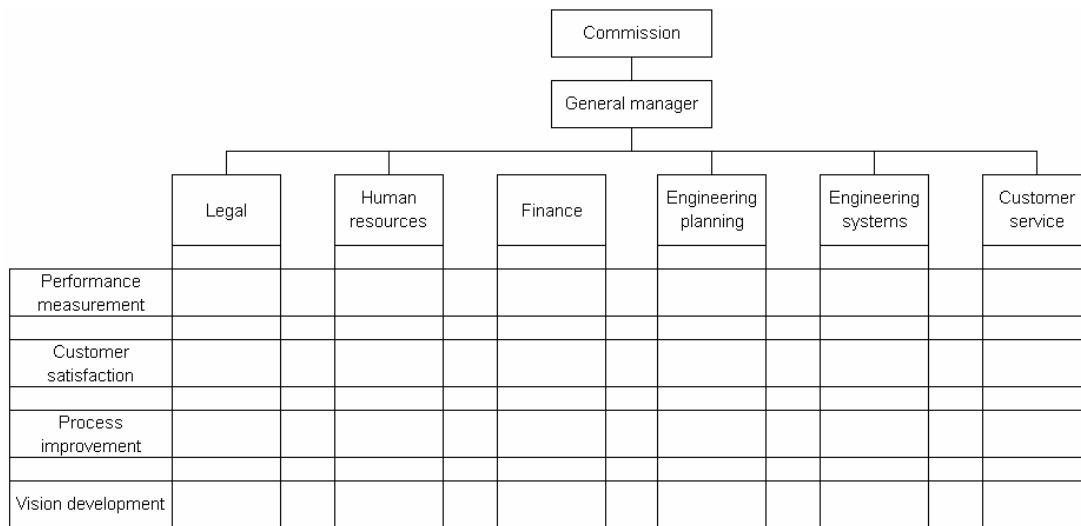 Commission
General manager
Legal
Human
resources
Finance
Engineering
planning
Engineering
systems
Customer
service
Performance
measurement
Customer
satisfaction
Process
improvement
Vision development